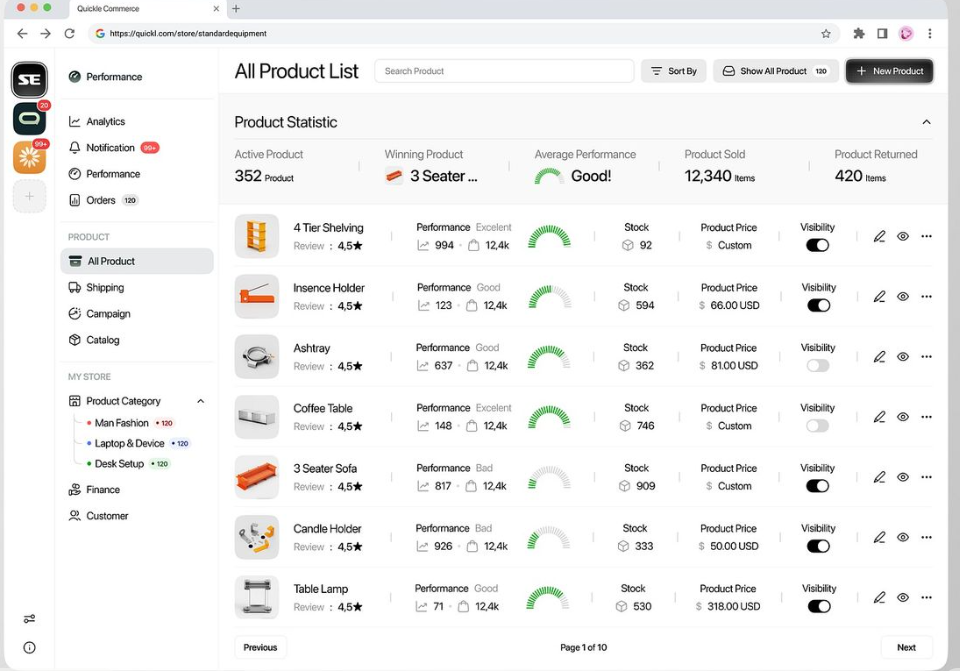 Quickle Commerce
https://quickl.com/store/standardequipment
SE
20
99+
Performance
Analytics
Notification 99+
Performance
Orders 120
PRODUCT
All Product
Shipping
Campaign
Catalog
MY STORE
Product Category
Man Fashion • 120
Laptop & Device • 120
Desk Setup • 120
Finance
Customer
All Product List
Search Product
Sort By
Show All Product 120
+ New Product
Product Statistic
Active Product
352 Product
Winning Product
3 Seater ...
Average Performance
Good!
Product Sold
12,340 Items
Product Returned
420 Items
4 Tier Shelving Performance Excelent Stock Product Price Visibility
Review : 4,5★ 994 • 12,4k 92 $ Custom
Insence Holder Performance Good Stock Product Price Visibility
Review : 4,5★ 123 • 12,4k 594 $ 66.00 USD
Ashtray Performance Good Stock Product Price Visibility
Review : 4,5★ 637 • 12,4k 362 $ 81.00 USD
Coffee Table Performance Excelent Stock Product Price Visibility
Review : 4,5★ 148 • 12,4k 746 $ Custom
3 Seater Sofa Performance Bad Stock Product Price Visibility
Review : 4,5★ 817 • 12,4k 909 $ Custom
Candle Holder Performance Bad Stock Product Price Visibility
Review : 4,5★ 926 • 12,4k 333 $ 50.00 USD
Table Lamp Performance Good Stock Product Price Visibility
Review : 4,5★ 71 • 12,4k 530 $ 318.00 USD
Previous
Page 1 of 10
Next